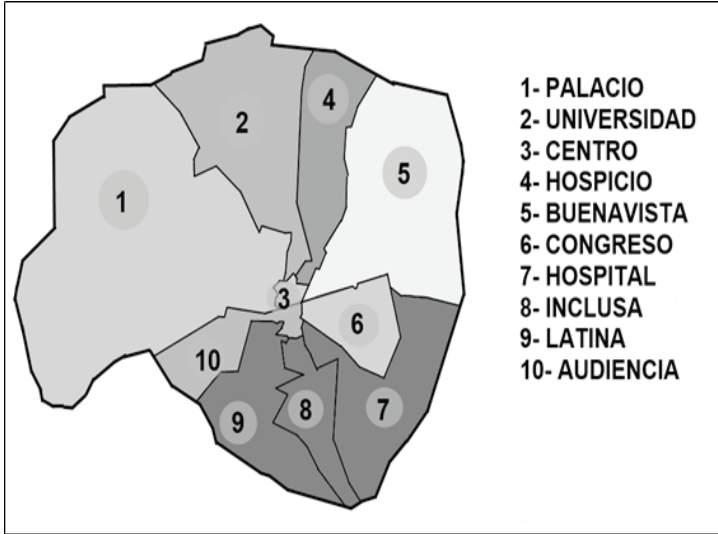 1- PALACIO
2- UNIVERSIDAD
3- CENTRO
4- HOSPICIO
5- BUENAVISTA
6- CONGRESO
7- HOSPITAL
8- INCLUSA
9- LATINA
10- AUDIENCIA
4
2
5
1
3
6
10
8
7
9